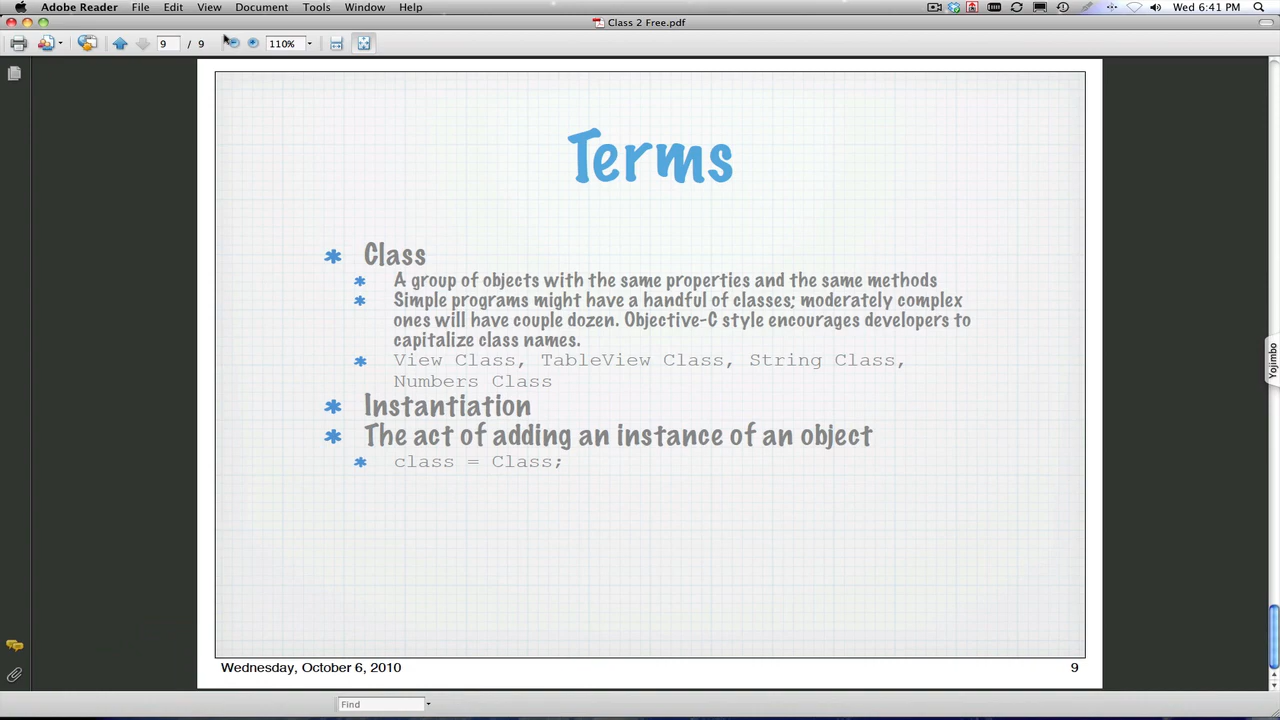 Adobe Reader File Edit View Document Tools Window Help Wed 6:41 PM
Class 2 Free.pdf
9 / 9 110%
Terms
Class
A group of objects with the same properties and the same methods
Simple programs might have a handful of classes; moderately complex
ones will have couple dozen. Objective-C style encourages developers to
capitalize class names.
View Class, TableView Class, String Class,
Numbers Class
Instantiation
The act of adding an instance of an object
class = Class;
Yojimbo
Wednesday, October 6, 2010 9
Find